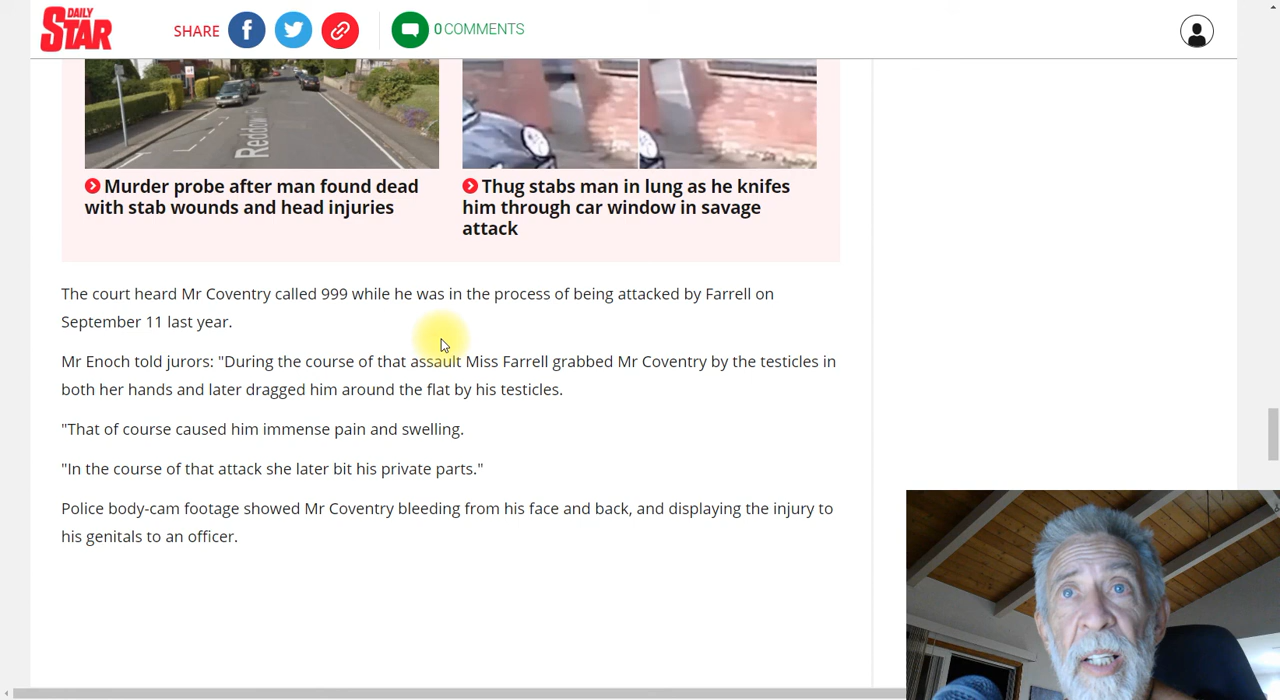 DAILY
STAR
SHARE
0 COMMENTS
Murder probe after man found dead
with stab wounds and head injuries
Thug stabs man in lung as he knifes
him through car window in savage
attack
The court heard Mr Coventry called 999 while he was in the process of being attacked by Farrell on
September 11 last year.
Mr Enoch told jurors: "During the course of that assault Miss Farrell grabbed Mr Coventry by the testicles in
both her hands and later dragged him around the flat by his testicles.
"That of course caused him immense pain and swelling.
"In the course of that attack she later bit his private parts."
Police body-cam footage showed Mr Coventry bleeding from his face and back, and displaying the injury to
his genitals to an officer.